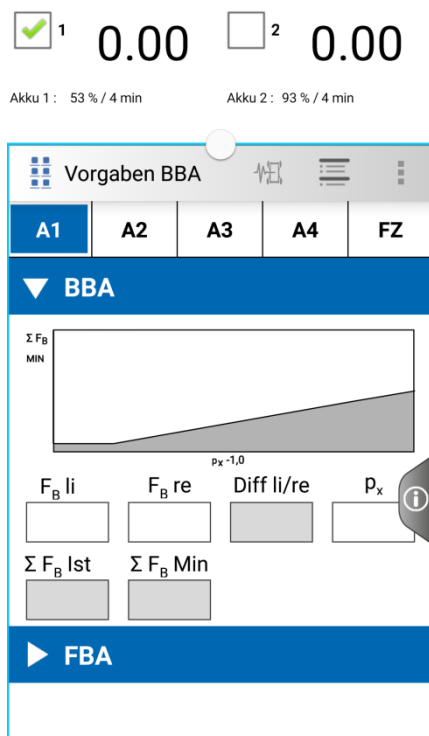 1 0.00 2 0.00
Akku 1 : 53 % / 4 min Akku 2 : 93 % / 4 min
Vorgaben BBA
A1 A2 A3 A4 FZ
BBA
Σ FB
MIN
px -1,0
FB li FB re Diff li/re px
Σ FB Ist Σ FB Min
FBA